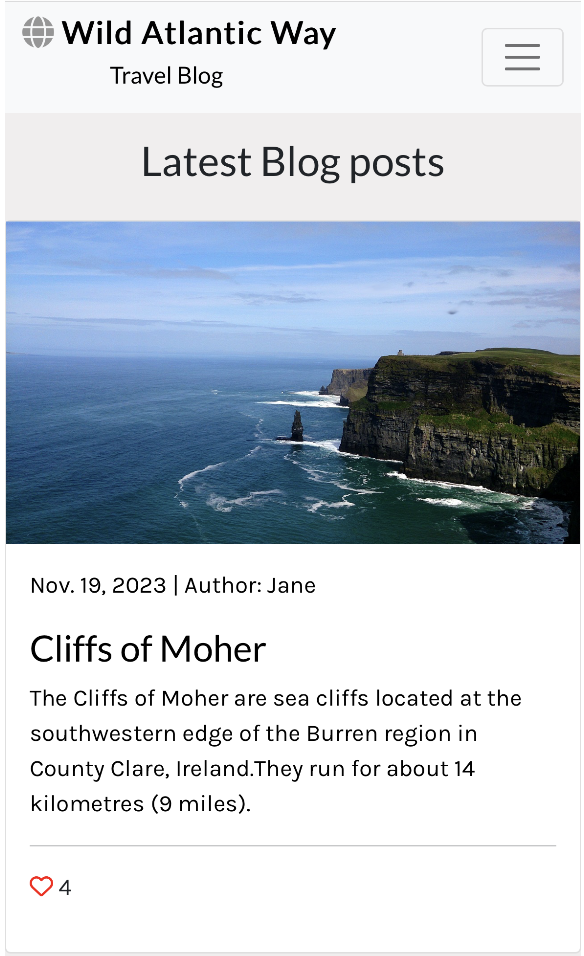 Wild Atlantic Way
Travel Blog
Latest Blog posts
Nov. 19, 2023 | Author: Jane
Cliffs of Moher
The Cliffs of Moher are sea cliffs located at the
southwestern edge of the Burren region in
County Clare, Ireland.They run for about 14
kilometres (9 miles).
4